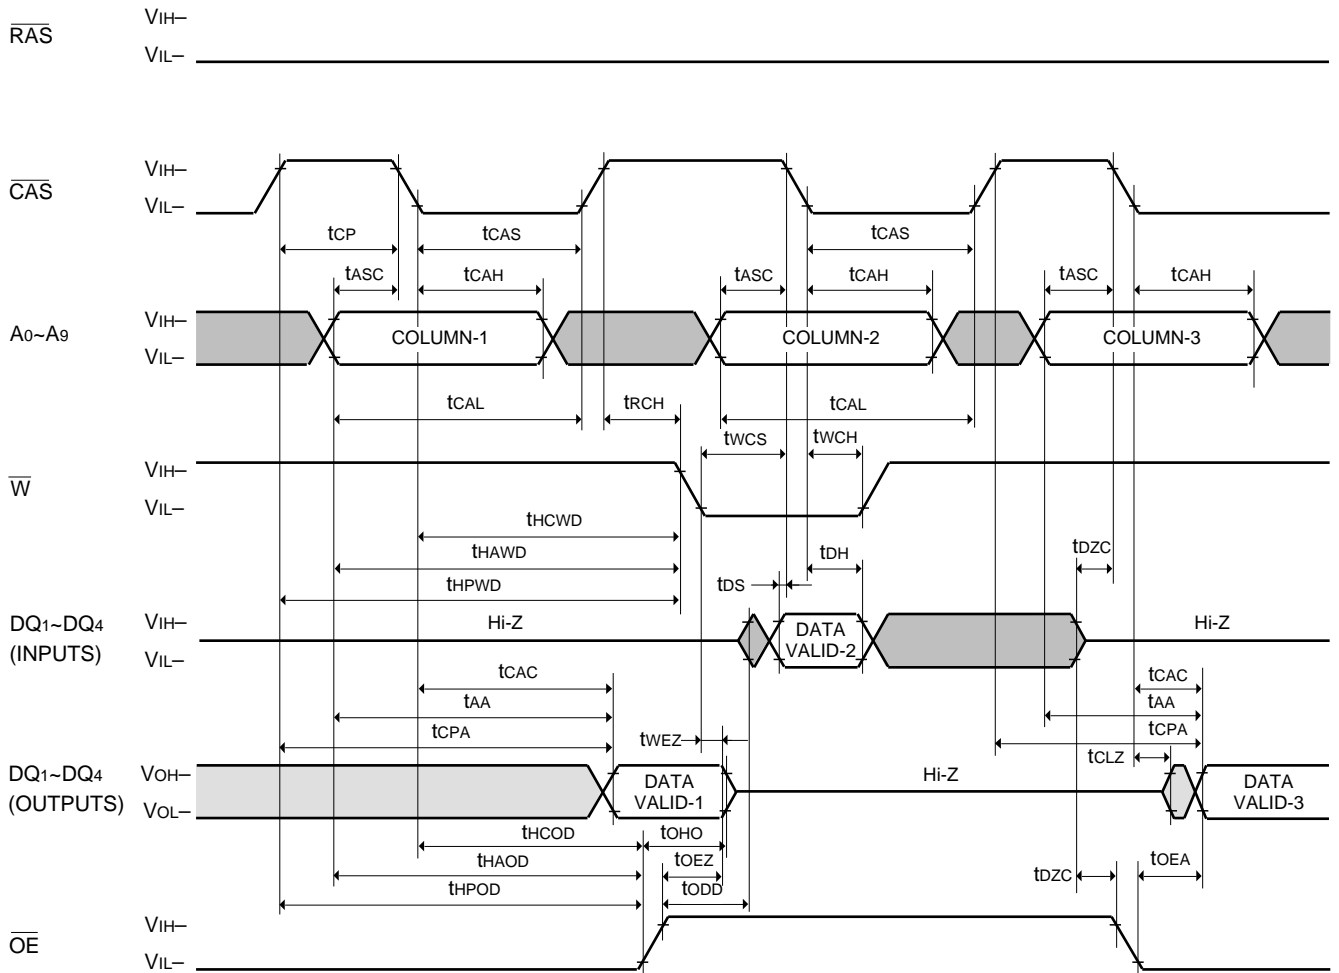 RAS
VIH–
VIL–
CAS
VIH–
VIL–
tCP
tCAS
tCAS
tASC
tCAH
tASC
tCAH
tASC
tCAH
A0~A9
VIH–
VIL–
COLUMN-1
COLUMN-2
COLUMN-3
tCAL
tRCH
tCAL
tWCS
tWCH
W
VIH–
VIL–
tHCWD
tHAWD
tDH
tDZC
tHPWD
tDS
DQ1~DQ4
(INPUTS)
VIH–
VIL–
Hi-Z
DATA
VALID-2
Hi-Z
tCAC
tCAC
tAA
tAA
tCPA
tWEZ
tCPA
tCLZ
DQ1~DQ4
(OUTPUTS)
VOH–
VOL–
DATA
VALID-1
Hi-Z
DATA
VALID-3
tHCOD
tOHO
tHAOD
tOEZ
tOEA
tHPOD
tODD
tDZC
OE
VIH–
VIL–